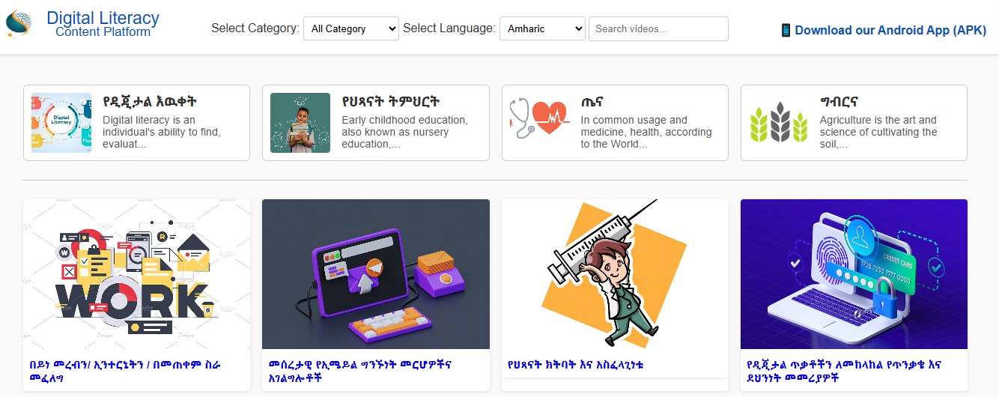 Digital Literacy
Content Platform
Select Category: All Category Select Language: Amharic Search videos...
Download our Android App (APK)
የዲጂታል እዉቀት
Digital literacy is an
individual's ability to find,
evaluat...
የህጻናት ትምህርት
Early childhood education,
also known as nursery
education,...
ጤና
In common usage and
medicine, health, according
to the World...
ግብርና
Agriculture is the art and
science of cultivating the
soil,...
Digital
Literacy
WORK
CREDIT CARD
በይነ መረብን/ ኢንተርኔትን / በመጠቀም ስራ
መፈለግ
መሰረታዊ የኢሜይል ግንኙነት መርሆዎችና
አገልግሎቶች
የህጻናት ክትባት እና አስፈላጊነቱ
የዲጂታል ጥቃቶችን ለመከላከል የጥንቃቄ እና
ደህንነት መመሪያዎች